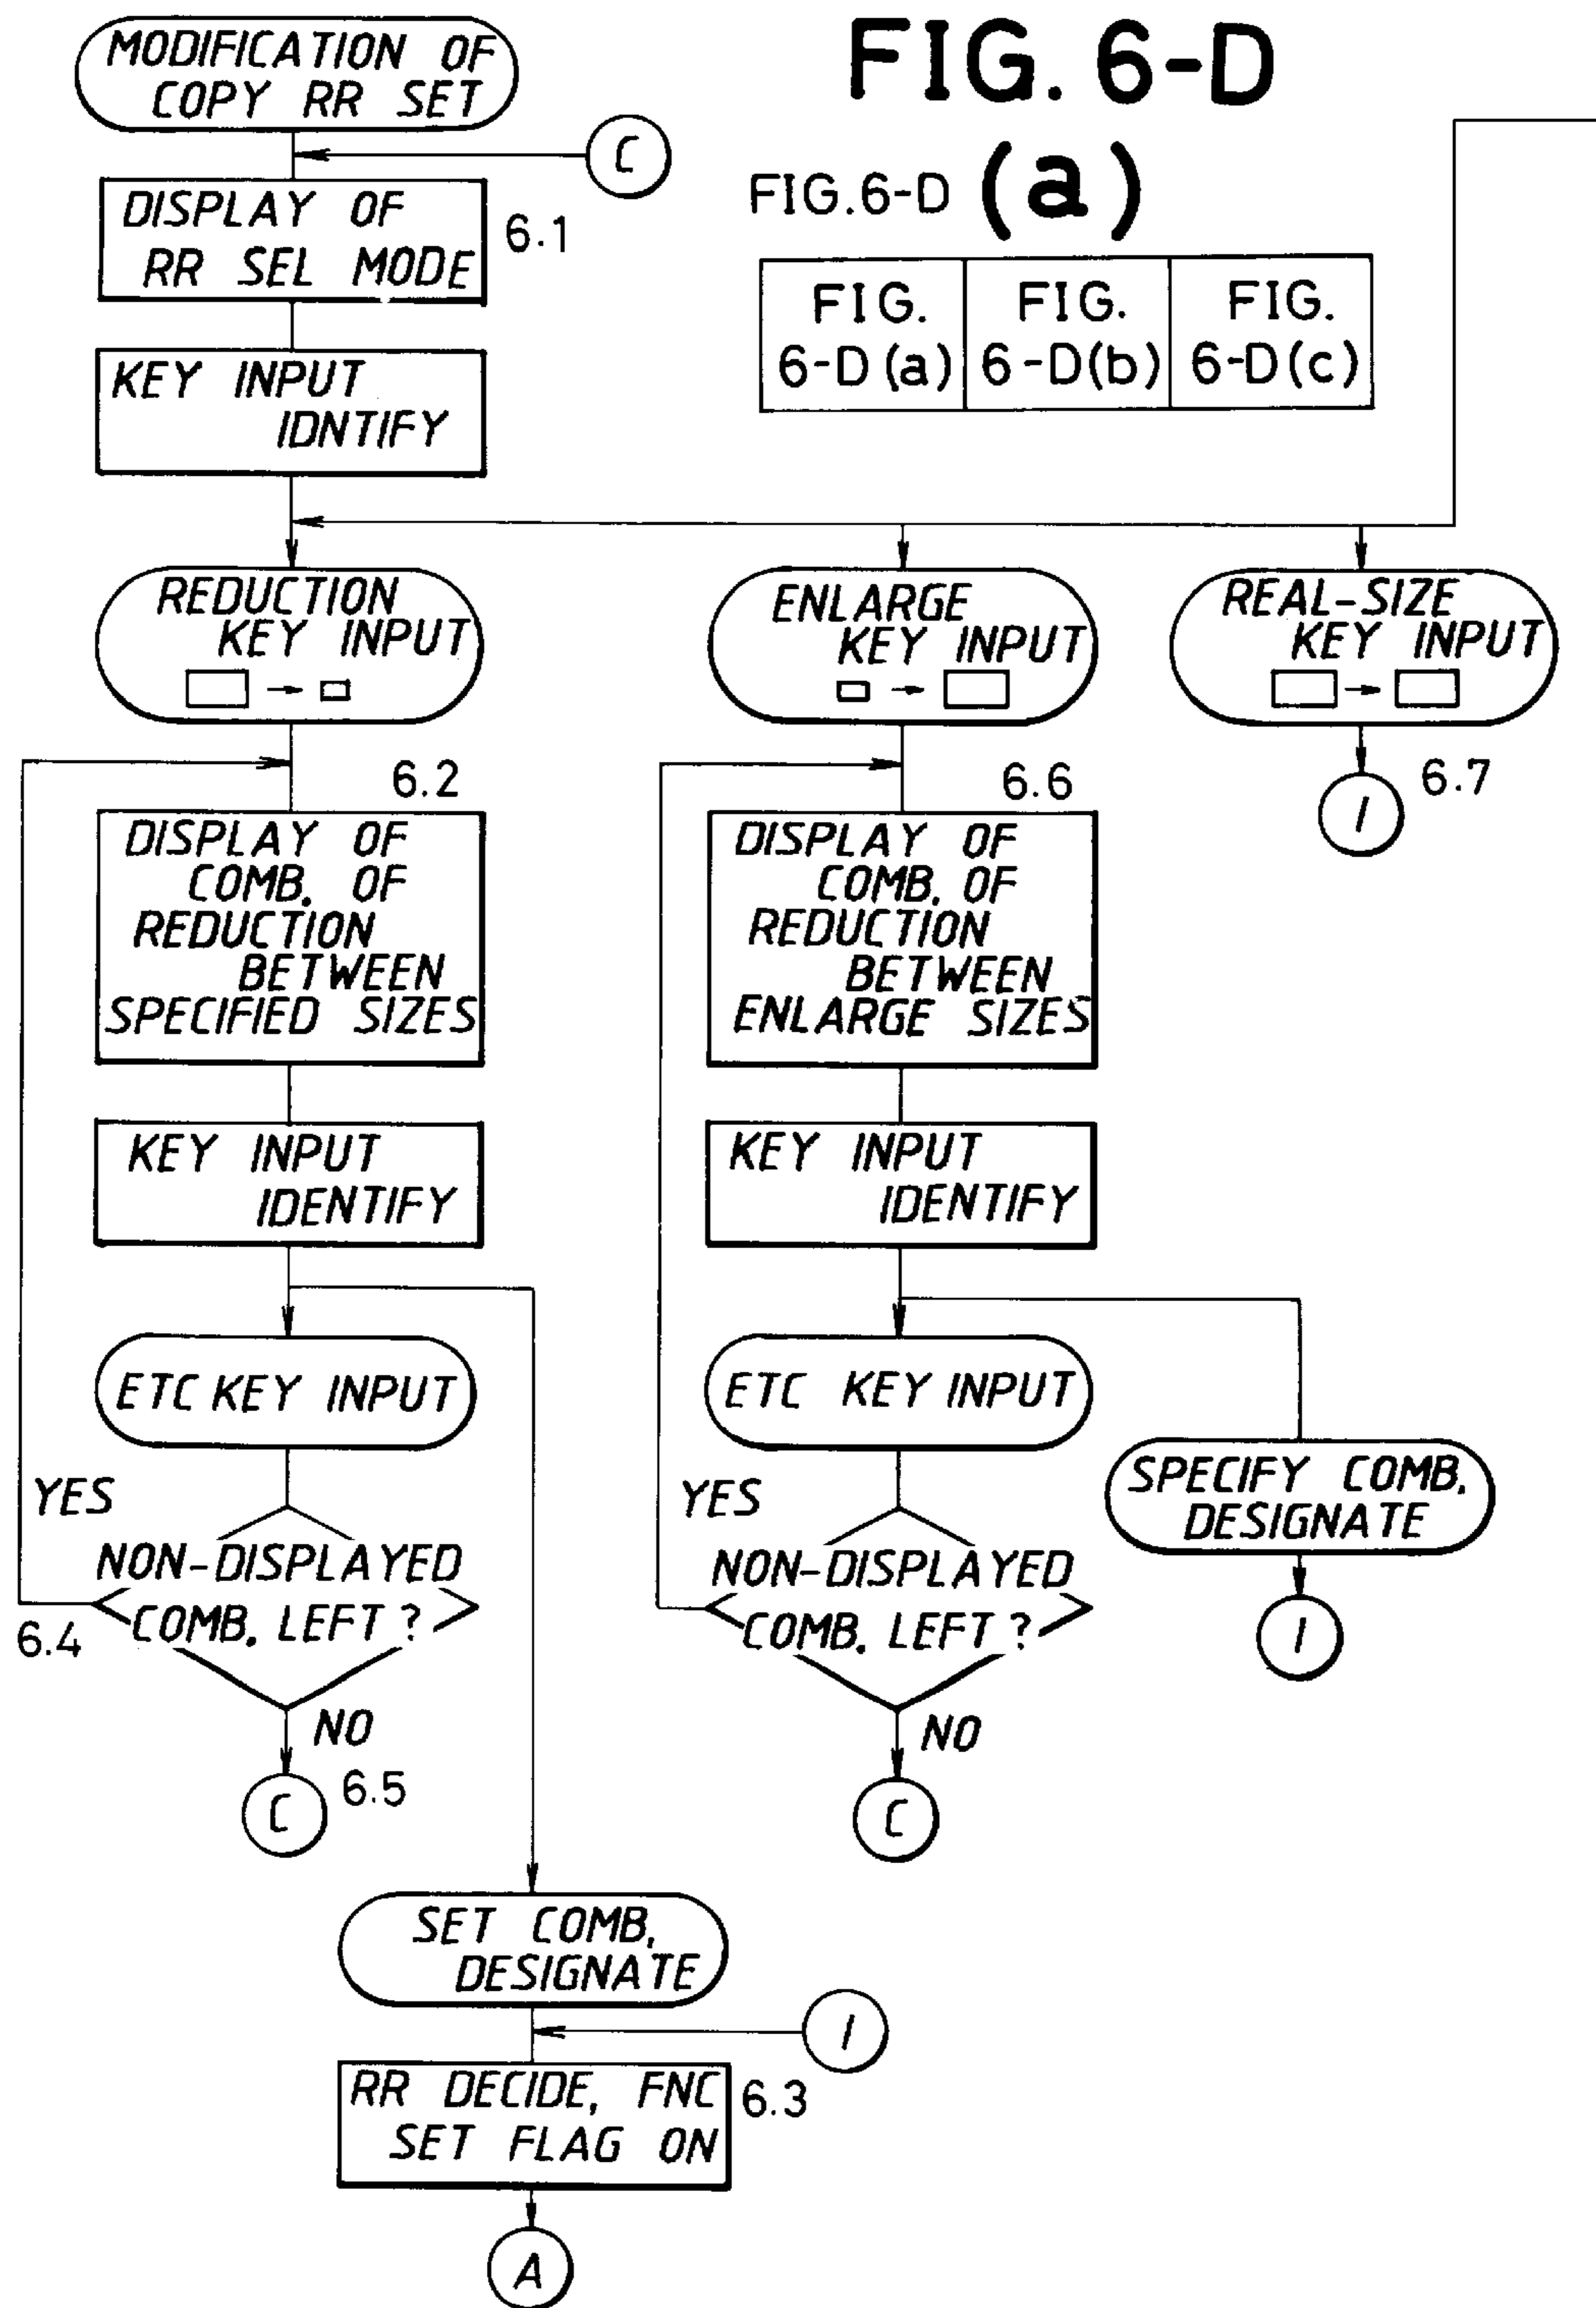 FIG. 6-D
(a)
FIG.6-D
FIG.
6-D(a)
FIG.
6-D(b)
FIG.
6-D(c)
MODIFICATION OF
COPY RR SET
C
DISPLAY OF
RR SEL MODE
6.1
KEY INPUT
IDNTIFY
REDUCTION
KEY INPUT
ENLARGE
KEY INPUT
REAL-SIZE
KEY INPUT
6.2
DISPLAY OF
COMB. OF
REDUCTION
BETWEEN
SPECIFIED SIZES
6.6
DISPLAY OF
COMB. OF
REDUCTION
BETWEEN
ENLARGE SIZES
6.7
1
KEY INPUT
IDENTIFY
KEY INPUT
IDENTIFY
ETC KEY INPUT
ETC KEY INPUT
SPECIFY COMB.
DESIGNATE
1
YES
NON-DISPLAYED
COMB. LEFT ?
6.4
NO
C
6.5
YES
NON-DISPLAYED
COMB. LEFT ?
NO
C
SET COMB.
DESIGNATE
1
RR DECIDE, FNC
SET FLAG ON
6.3
A